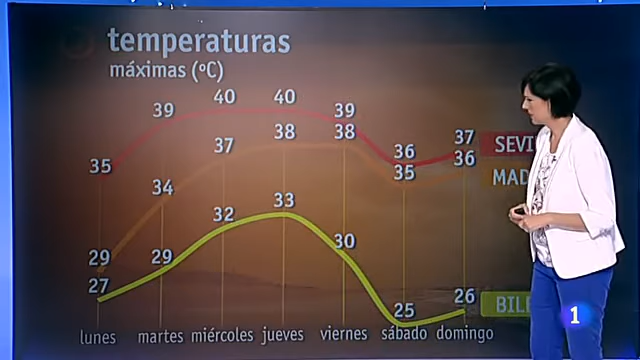 temperaturas
máximas (ºC)
39 40 40 39
35 37 38 38 36 37
34 35 36
29 32 33 30
27 29 25 26
SEVI
MAD
BILB
lunes martes miércoles jueves viernes sábado domingo
1